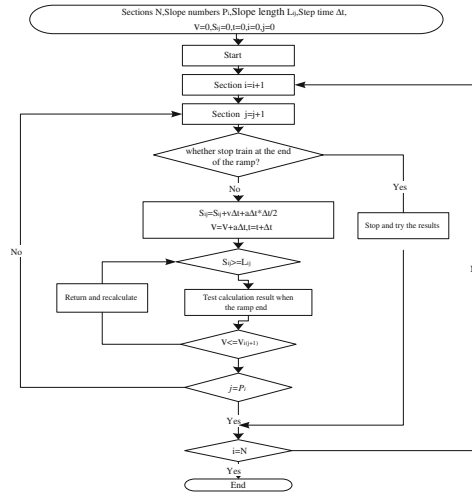 Sections N,Slope numbers Pi,Slope length Lij,Step time Δt,
V=0,Sij=0,t=0,i=0,j=0
Start
Section i=i+1
Section j=j+1
whether stop train at the end
of the ramp?
No
Yes
Sij=Sij+vΔt+aΔt*Δt/2
V=V+aΔt,t=t+Δt
Stop and try the results
No
Sij>=Lij
Return and recalculate
Test calculation result when
the ramp end
V<=Vi(j+1)
j=Pi
Yes
i=N
Yes
End